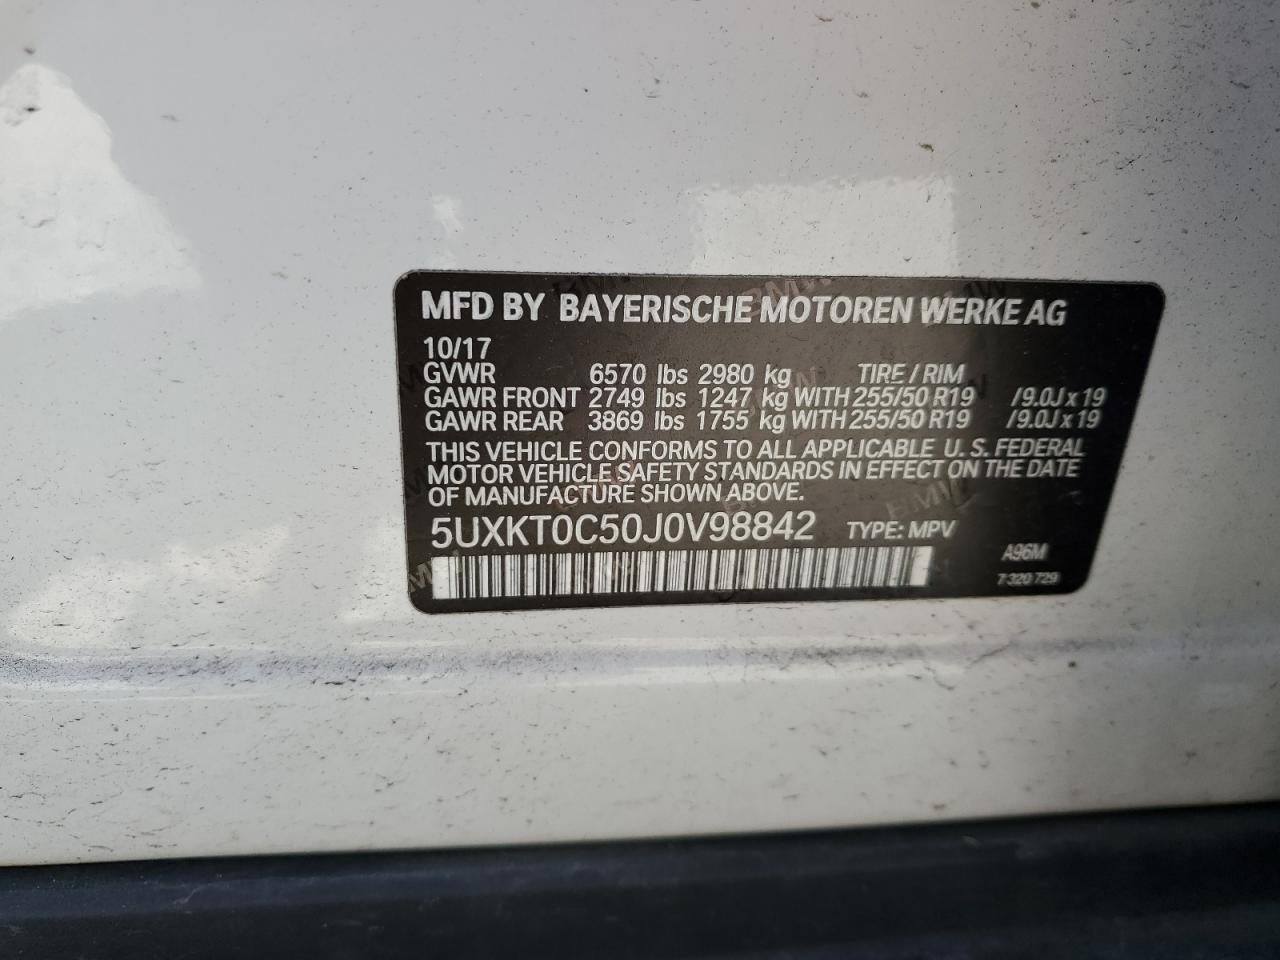 MFD BY BAYERISCHE MOTOREN WERKE AG
10/17
GVWR 6570 lbs 2980 kg TIRE / RIM
GAWR FRONT 2749 lbs 1247 kg WITH 255/50 R19 /9.0J x 19
GAWR REAR 3869 lbs 1755 kg WITH 255/50 R19 /9.0J x 19
THIS VEHICLE CONFORMS TO ALL APPLICABLE U. S. FEDERAL
MOTOR VEHICLE SAFETY STANDARDS IN EFFECT ON THE DATE
OF MANUFACTURE SHOWN ABOVE.
5UXKT0C50J0V98842 TYPE: MPV
A96M
7 320 729